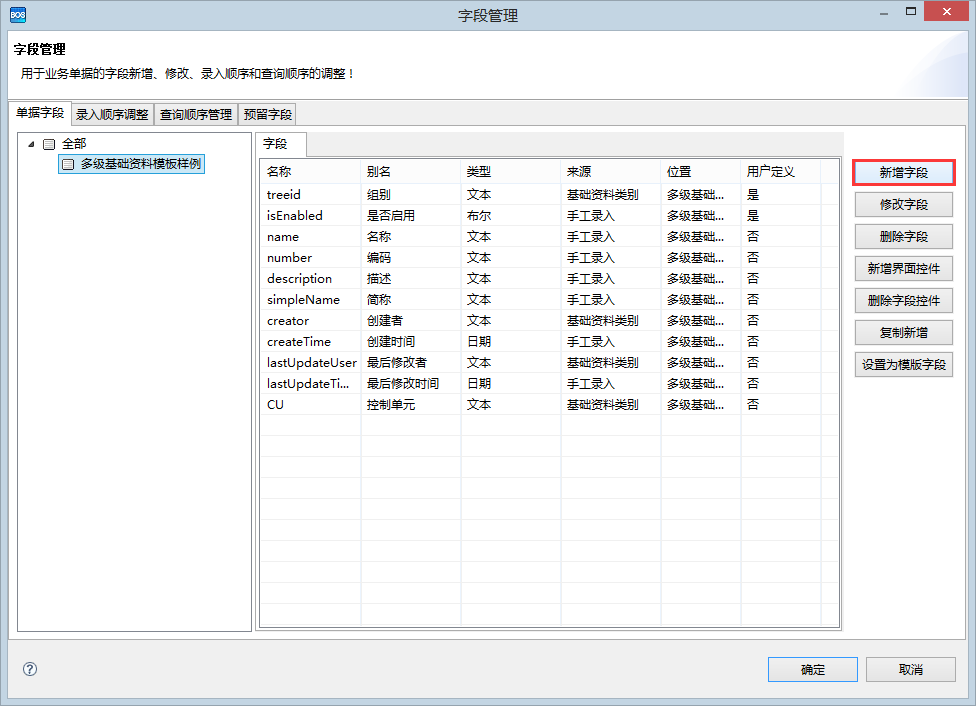 BOS 字段管理
字段管理
用于业务单据的字段新增、修改、录入顺序和查询顺序的调整！
单据字段 录入顺序调整 查询顺序管理 预留字段
全部
多级基础资料模板样例
字段
名称 别名 类型 来源 位置 用户定义
treeid 组别 文本 基础资料类别 多级基础... 是
isEnabled 是否启用 布尔 手工录入 多级基础... 是
name 名称 文本 手工录入 多级基础... 否
number 编码 文本 手工录入 多级基础... 否
description 描述 文本 手工录入 多级基础... 否
simpleName 简称 文本 手工录入 多级基础... 否
creator 创建者 文本 基础资料类别 多级基础... 否
createTime 创建时间 日期 手工录入 多级基础... 否
lastUpdateUser 最后修改者 文本 基础资料类别 多级基础... 否
lastUpdateTi... 最后修改时间 日期 手工录入 多级基础... 否
CU 控制单元 文本 基础资料类别 多级基础... 否
新增字段
修改字段
删除字段
新增界面控件
删除字段控件
复制新增
设置为模版字段
? 确定 取消